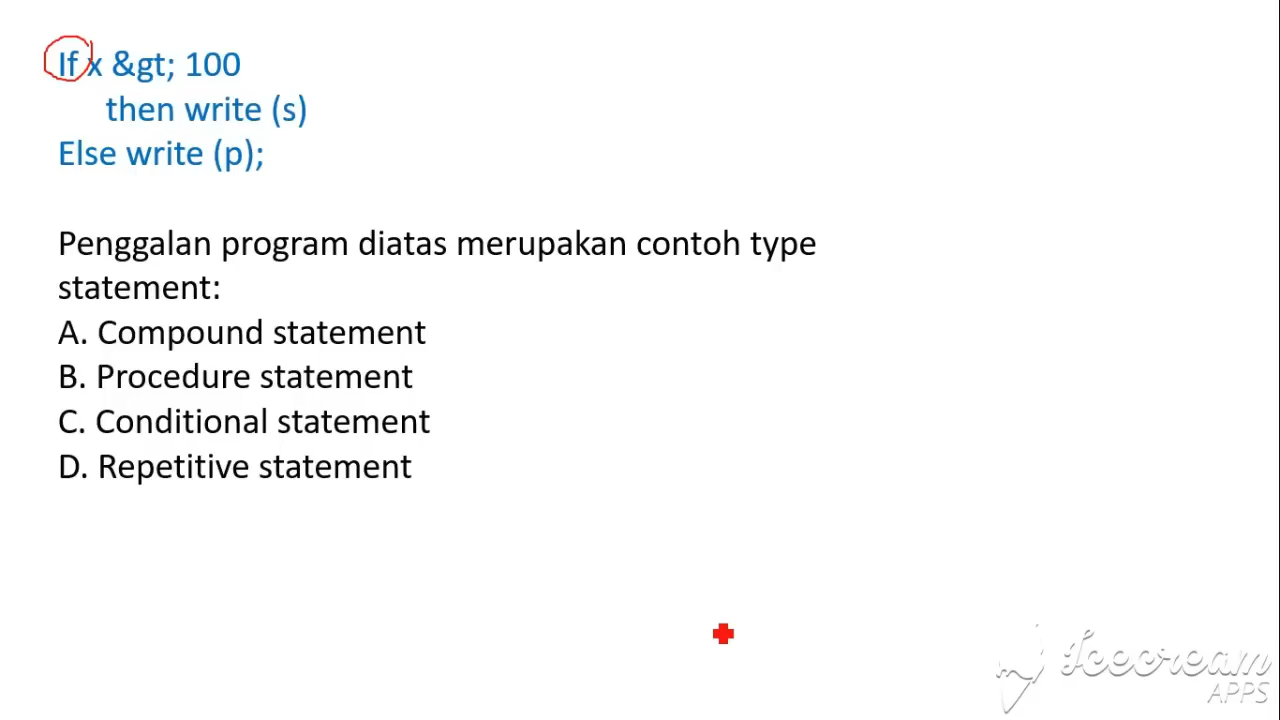 If x &gt; 100
then write (s)
Else write (p);
Penggalan program diatas merupakan contoh type
statement:
A. Compound statement
B. Procedure statement
C. Conditional statement
D. Repetitive statement
Icecream
APPS